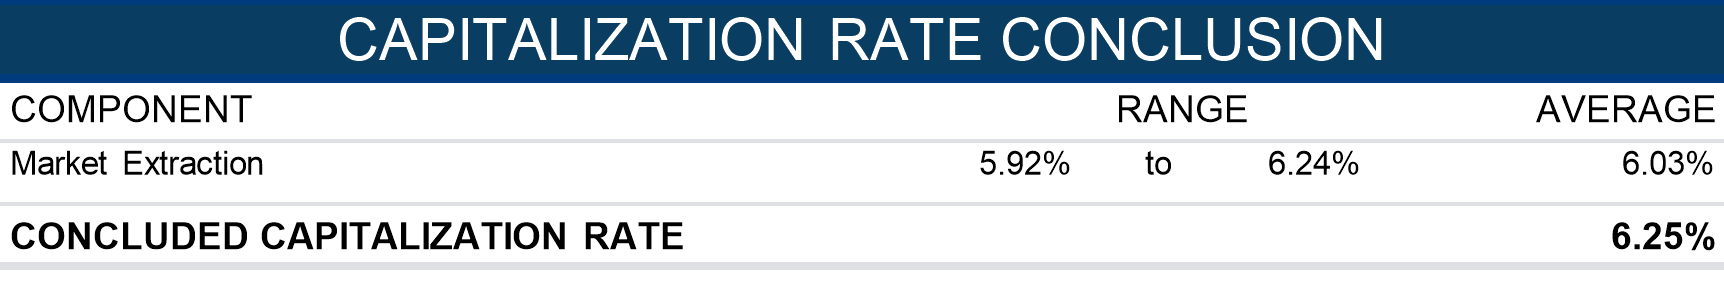 CAPITALIZATION RATE CONCLUSION
COMPONENT RANGE AVERAGE
Market Extraction 5.92% to 6.24% 6.03%
CONCLUDED CAPITALIZATION RATE 6.25%